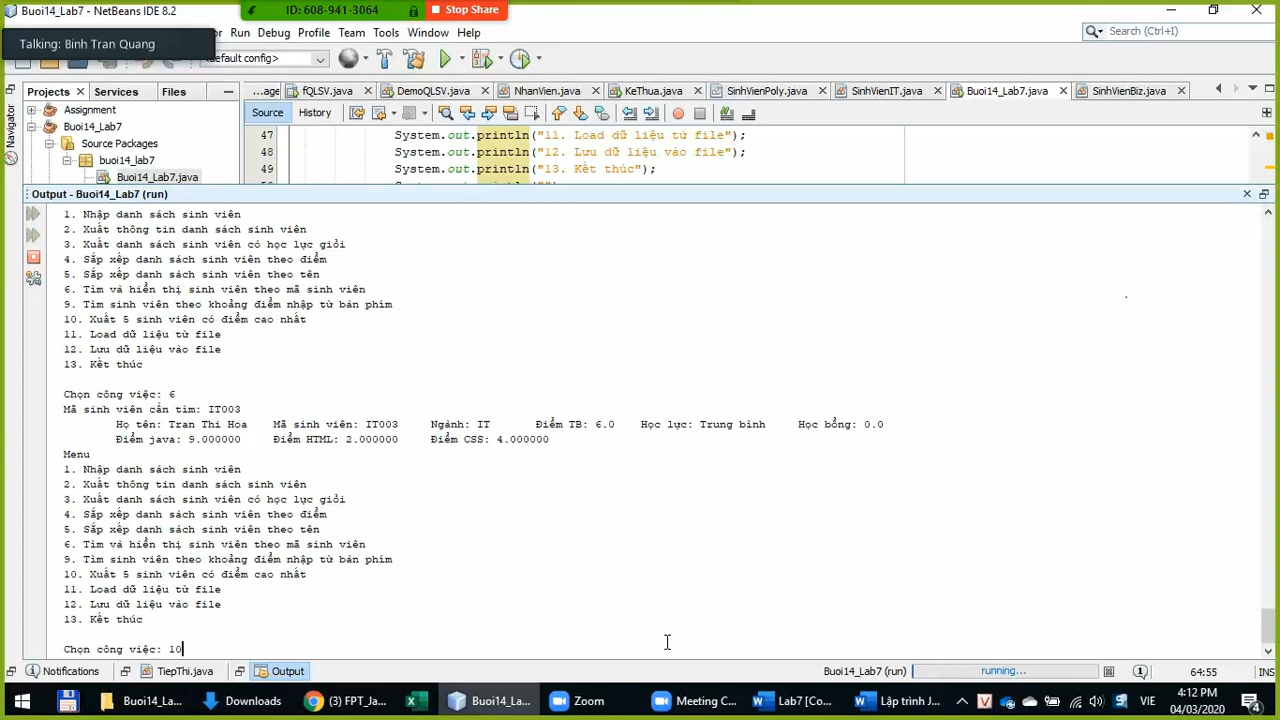 Buoi14_Lab7 - NetBeans IDE 8.2
ID: 608-941-3064
Stop Share
Talking: Binh Tran Quang
Run Debug Profile Team Tools Window Help
Search (Ctrl+I)
default config>
Projects Services Files
...age fQLSV.java DemoQLSV.java NhanVien.java KeThua.java SinhVienPoly.java SinhVienIT.java Buoi14_Lab7.java SinhVienBiz.java
Navigator
Assignment
Buoi14_Lab7
Source Packages
buoi14_lab7
Buoi14_Lab7.java
Source History
47 System.out.println("11. Load dữ liệu từ file");
48 System.out.println("12. Lưu dữ liệu vào file");
49 System.out.println("13. Kết thúc");
Output - Buoi14_Lab7 (run)
1. Nhập danh sách sinh viên
2. Xuất thông tin danh sách sinh viên
3. Xuất danh sách sinh viên có học lực giỏi
4. Sắp xếp danh sách sinh viên theo điểm
5. Sắp xếp danh sách sinh viên theo tên
6. Tìm và hiển thị sinh viên theo mã sinh viên
9. Tìm sinh viên theo khoảng điểm nhập từ bàn phím
10. Xuất 5 sinh viên có điểm cao nhất
11. Load dữ liệu từ file
12. Lưu dữ liệu vào file
13. Kết thúc
Chọn công việc: 6
Mã sinh viên cần tìm: IT003
Họ tên: Tran Thi Hoa Mã sinh viên: IT003 Ngành: IT Điểm TB: 6.0 Học lực: Trung bình Học bổng: 0.0
Điểm java: 9.000000 Điểm HTML: 2.000000 Điểm CSS: 4.000000
Menu
1. Nhập danh sách sinh viên
2. Xuất thông tin danh sách sinh viên
3. Xuất danh sách sinh viên có học lực giỏi
4. Sắp xếp danh sách sinh viên theo điểm
5. Sắp xếp danh sách sinh viên theo tên
6. Tìm và hiển thị sinh viên theo mã sinh viên
9. Tìm sinh viên theo khoảng điểm nhập từ bàn phím
10. Xuất 5 sinh viên có điểm cao nhất
11. Load dữ liệu từ file
12. Lưu dữ liệu vào file
13. Kết thúc
Chọn công việc: 10
Notifications TiepThi.java Output
Buoi14_Lab7 (run) running... 64:55 INS
Buoi14_La... Downloads (3) FPT_Ja... Buoi14_La... Zoom Meeting C... Lab7 [Co... Lập trình J... VIE
4:12 PM
04/03/2020
4